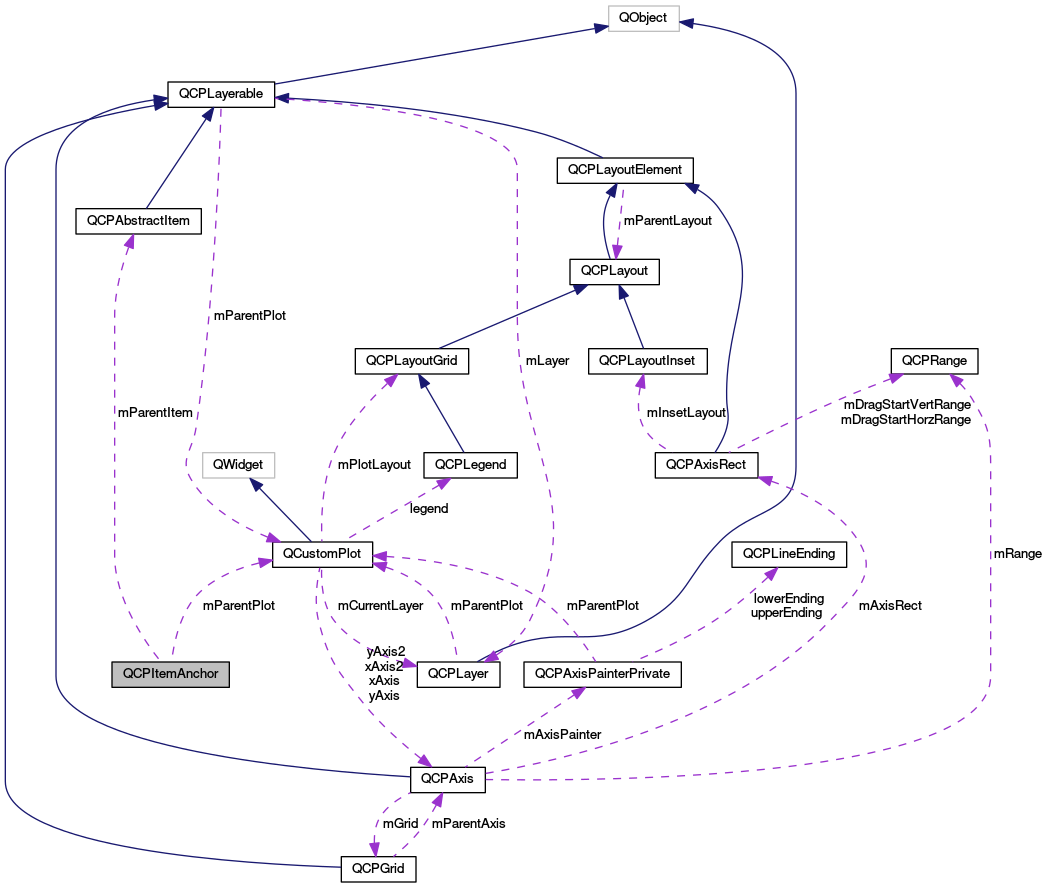 QObject
QCPLayerable
QCPLayoutElement
QCPAbstractItem
mParentLayout
QCPLayout
mParentPlot
QCPLayoutGrid
mLayer
QCPLayoutInset
QCPRange
mParentItem
mInsetLayout
mDragStartVertRange
mDragStartHorzRange
QWidget
mPlotLayout
QCPLegend
QCPAxisRect
legend
QCustomPlot
QCPLineEnding
mRange
mParentPlot
mCurrentLayer
mParentPlot
mParentPlot
lowerEnding
upperEnding
mAxisRect
yAxis2
xAxis2
xAxis
yAxis
QCPItemAnchor
QCPLayer
QCPAxisPainterPrivate
mAxisPainter
QCPAxis
mGrid
mParentAxis
QCPGrid